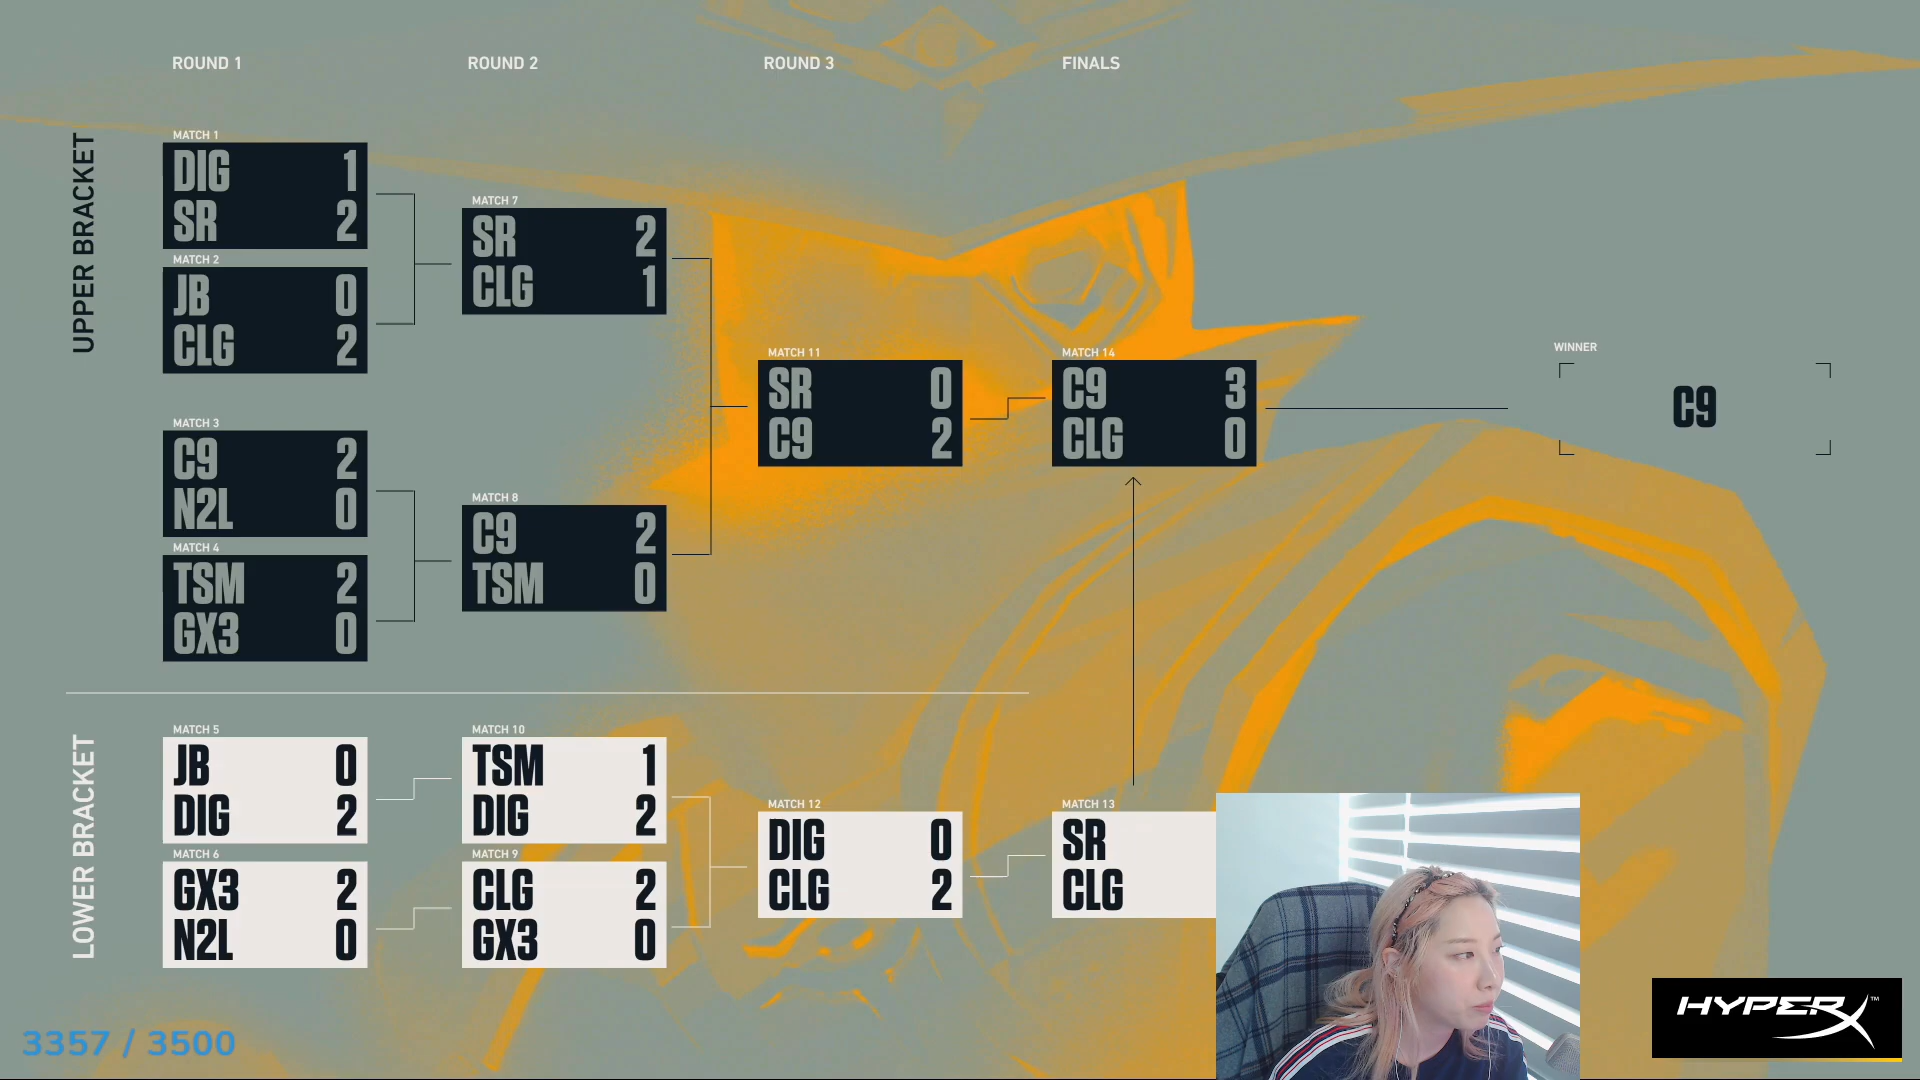 ROUND 1
ROUND 2
ROUND 3
FINALS
UPPER BRACKET
MATCH 1
DIG 1
SR 2
MATCH 2
JB 0
CLG 2
MATCH 3
C9 2
N2L 0
MATCH 4
TSM 2
GX3 0
MATCH 7
SR 2
CLG 1
MATCH 8
C9 2
TSM 0
MATCH 11
SR 0
C9 2
MATCH 14
C9 3
CLG 0
WINNER
C9
LOWER BRACKET
MATCH 5
JB 0
DIG 2
MATCH 6
GX3 2
N2L 0
MATCH 10
TSM 1
DIG 2
MATCH 9
CLG 2
GX3 0
MATCH 12
DIG 0
CLG 2
MATCH 13
SR
CLG
3357 / 3500
HYPERX™